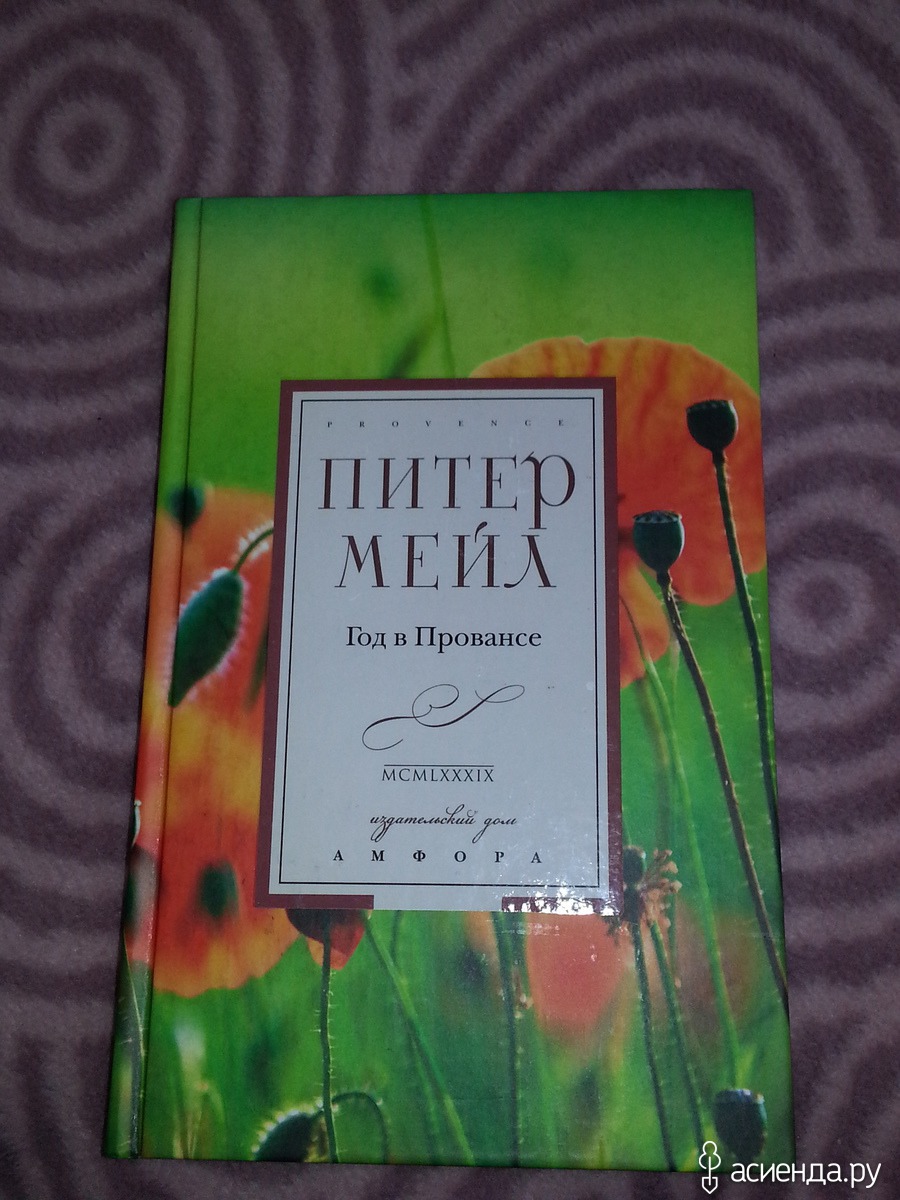 PROVENCE
ПИТЕР
МЕЙЛ
Год в Провансе
MCMLXXXIX
издательский дом
АМФОРА
асиенда.ру